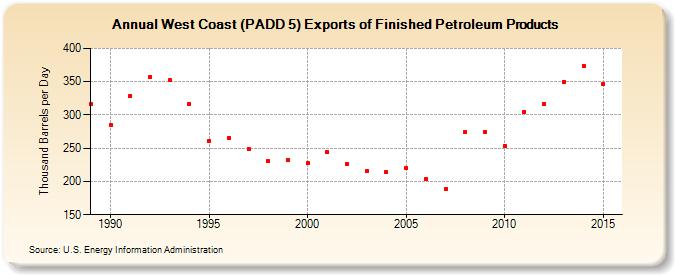 Annual West Coast (PADD 5) Exports of Finished Petroleum Products
Thousand Barrels per Day
400
350
300
250
200
150
1990 1995 2000 2005 2010 2015
Source: U.S. Energy Information Administration